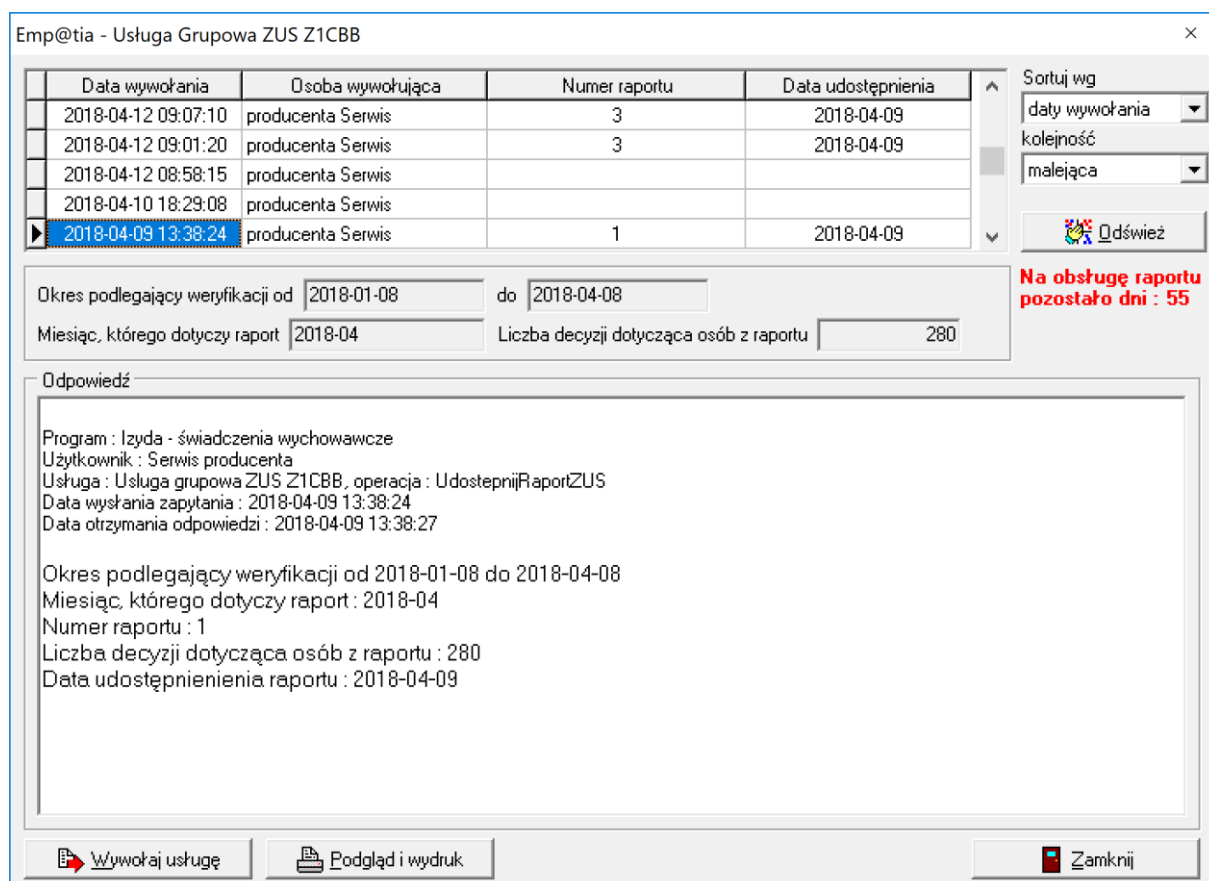 Emp@tia - Usługa Grupowa ZUS Z1CBB
Data wywołania Osoba wywołująca Numer raportu Data udostępnienia
2018-04-12 09:07:10 producenta Serwis 3 2018-04-09
2018-04-12 09:01:20 producenta Serwis 3 2018-04-09
2018-04-12 08:58:15 producenta Serwis
2018-04-10 18:29:08 producenta Serwis
2018-04-09 13:38:24 producenta Serwis 1 2018-04-09
Sortuj wg
daty wywołania
kolejność
malejąca
Odśwież
Na obsługę raportu
pozostało dni : 55
Okres podlegający weryfikacji od 2018-01-08 do 2018-04-08
Miesiąc, którego dotyczy raport 2018-04 Liczba decyzji dotycząca osób z raportu 280
Odpowiedź
Program : Izyda - świadczenia wychowawcze
Użytkownik : Serwis producenta
Usługa : Usluga grupowa ZUS Z1CBB, operacja : UdostepnijRaportZUS
Data wysłania zapytania : 2018-04-09 13:38:24
Data otrzymania odpowiedzi : 2018-04-09 13:38:27
Okres podlegający weryfikacji od 2018-01-08 do 2018-04-08
Miesiąc, którego dotyczy raport : 2018-04
Numer raportu : 1
Liczba decyzji dotycząca osób z raportu : 280
Data udostępnienienia raportu : 2018-04-09
Wywołaj usługę Podgląd i wydruk Zamknij